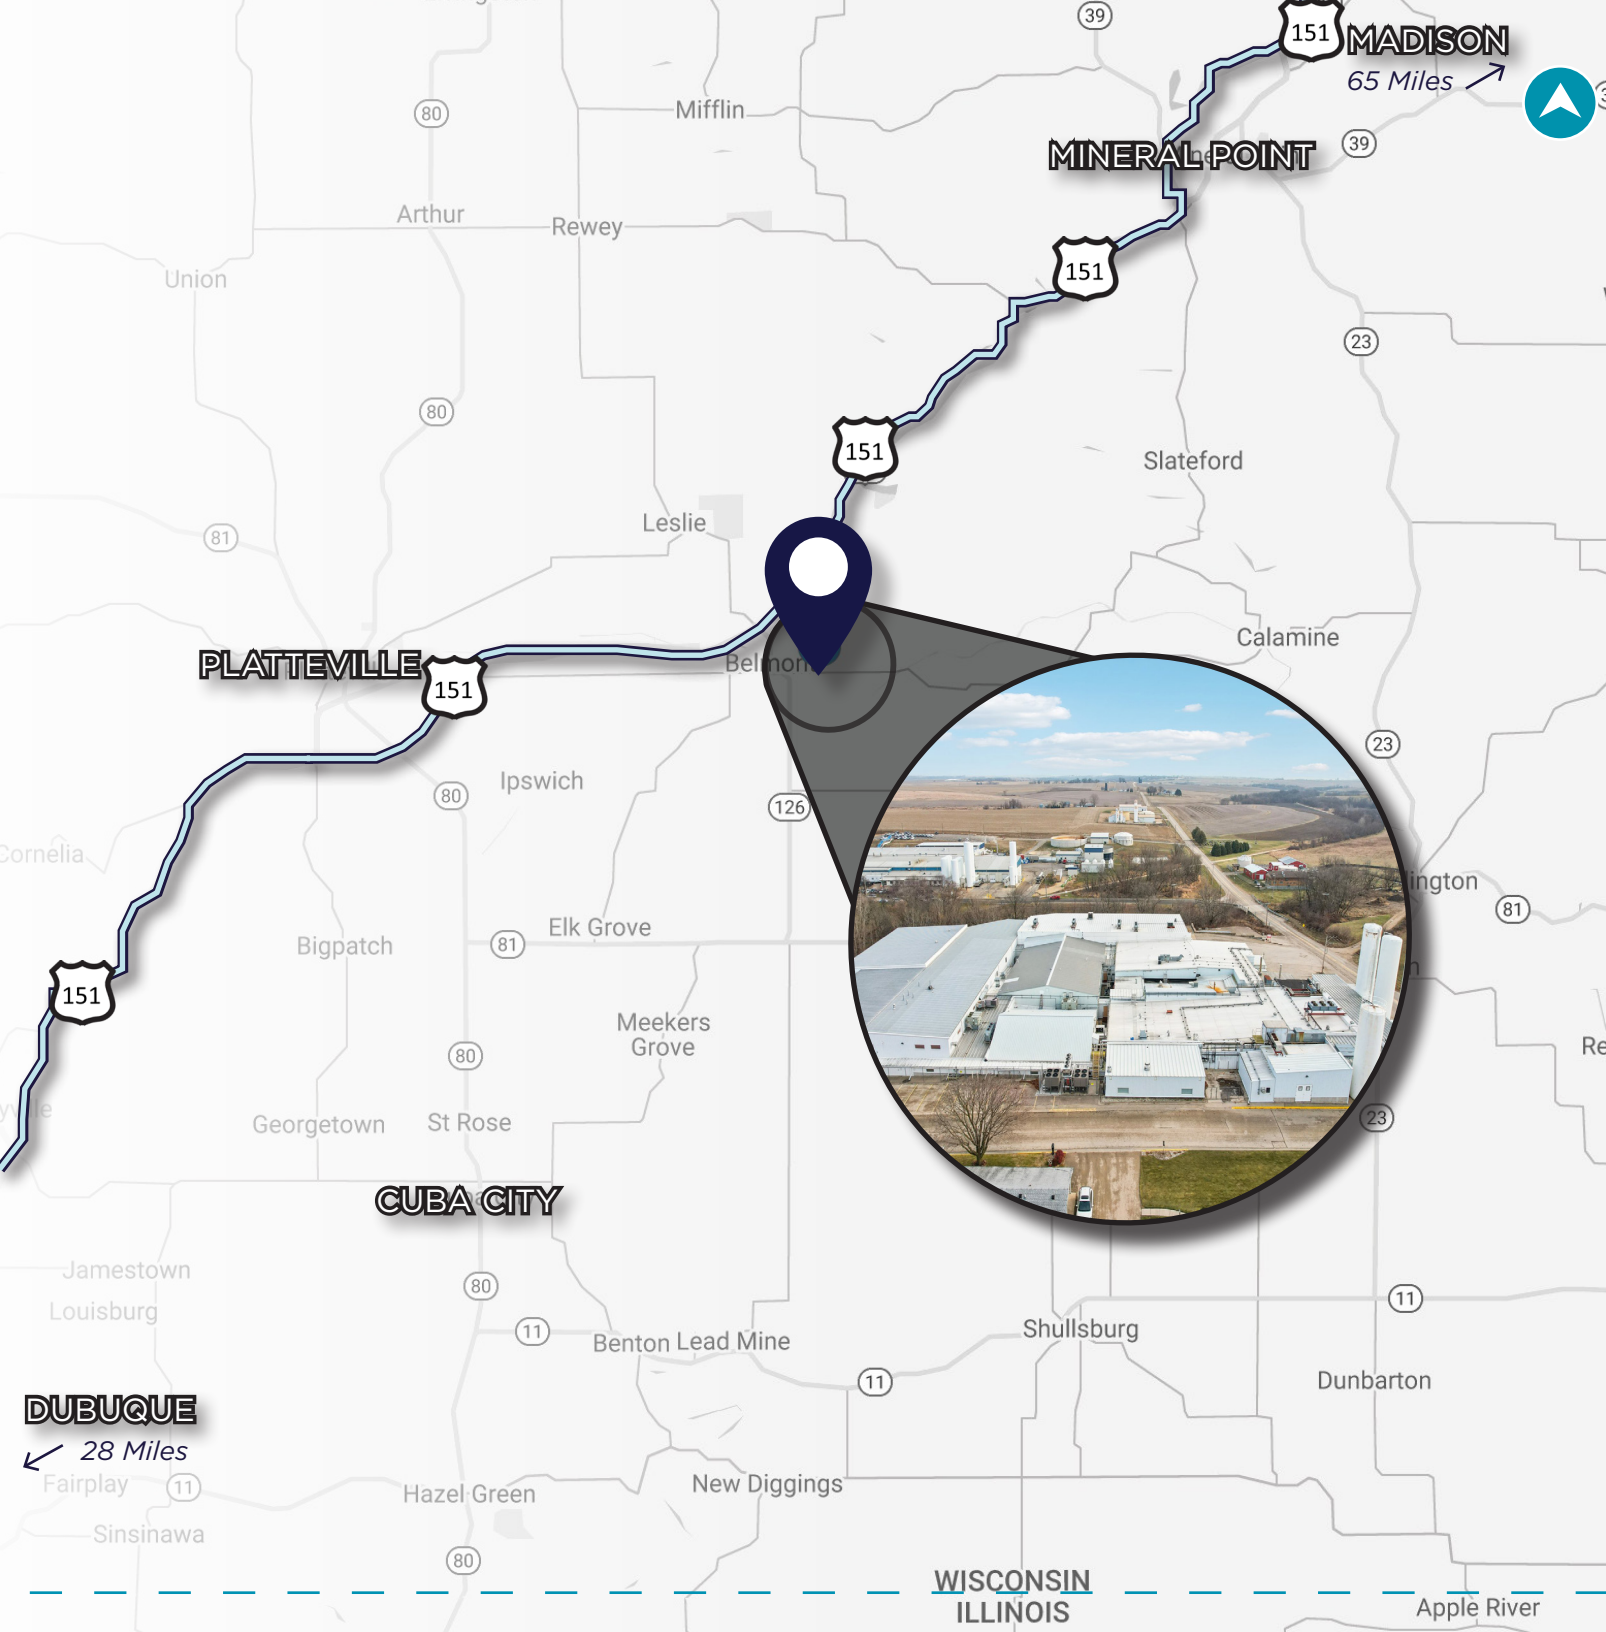 39
151
MADISON
65 Miles
80
Mifflin
39
MINERAL POINT
Arthur
Rewey
151
Union
23
80
151
Slateford
Leslie
81
Calamine
PLATTEVILLE
Belmont
151
23
80
Ipswich
126
Cornelia
81
Elk Grove
81
Bigpatch
151
Meekers
Grove
80
23
Georgetown
St Rose
CUBA CITY
Jamestown
80
11
Louisburg
11
Benton
Lead Mine
Shullsburg
11
Dunbarton
DUBUQUE
28 Miles
Fairplay
11
Hazel Green
New Diggings
Sinsinawa
80
WISCONSIN
ILLINOIS
Apple River